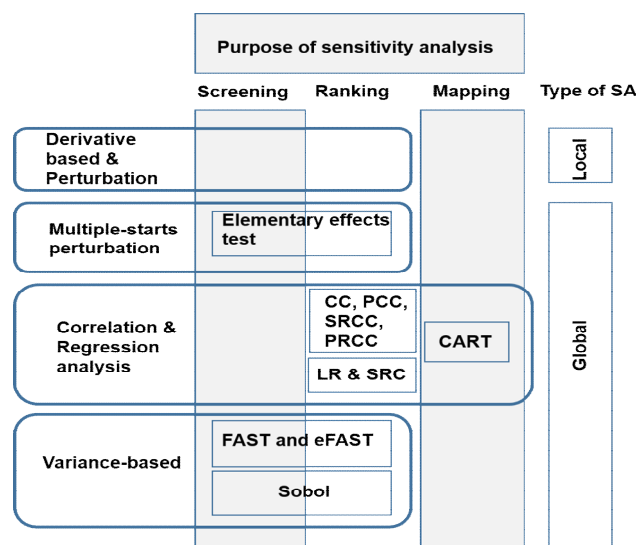 Purpose of sensitivity analysis
Screening Ranking Mapping Type of SA
Derivative
based &
Perturbation
Local
Multiple-starts
perturbation
Elementary effects
test
Correlation &
Regression
analysis
CC, PCC,
SRCC,
PRCC
LR & SRC
CART
Global
Variance-based
FAST and eFAST
Sobol